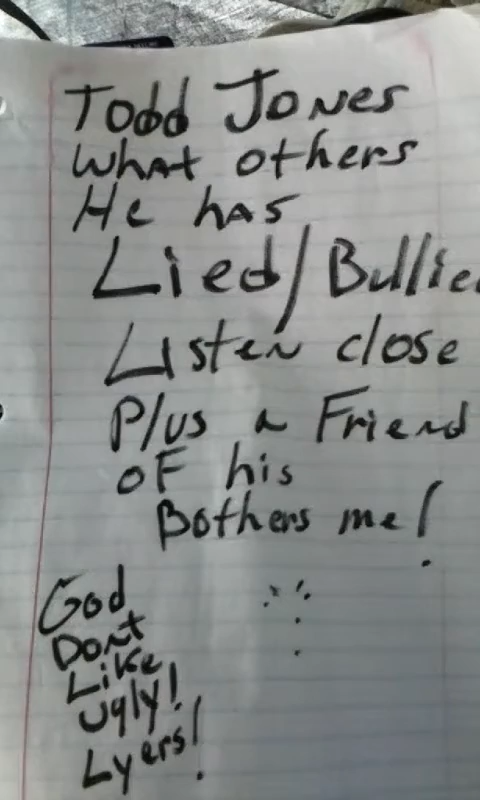 Todd Jones
What others
He has
Lied/Bullied
Listen close
Plus a Friend
of his
Bothers me!
God
Dont
Like
Ugly!
Lyers!